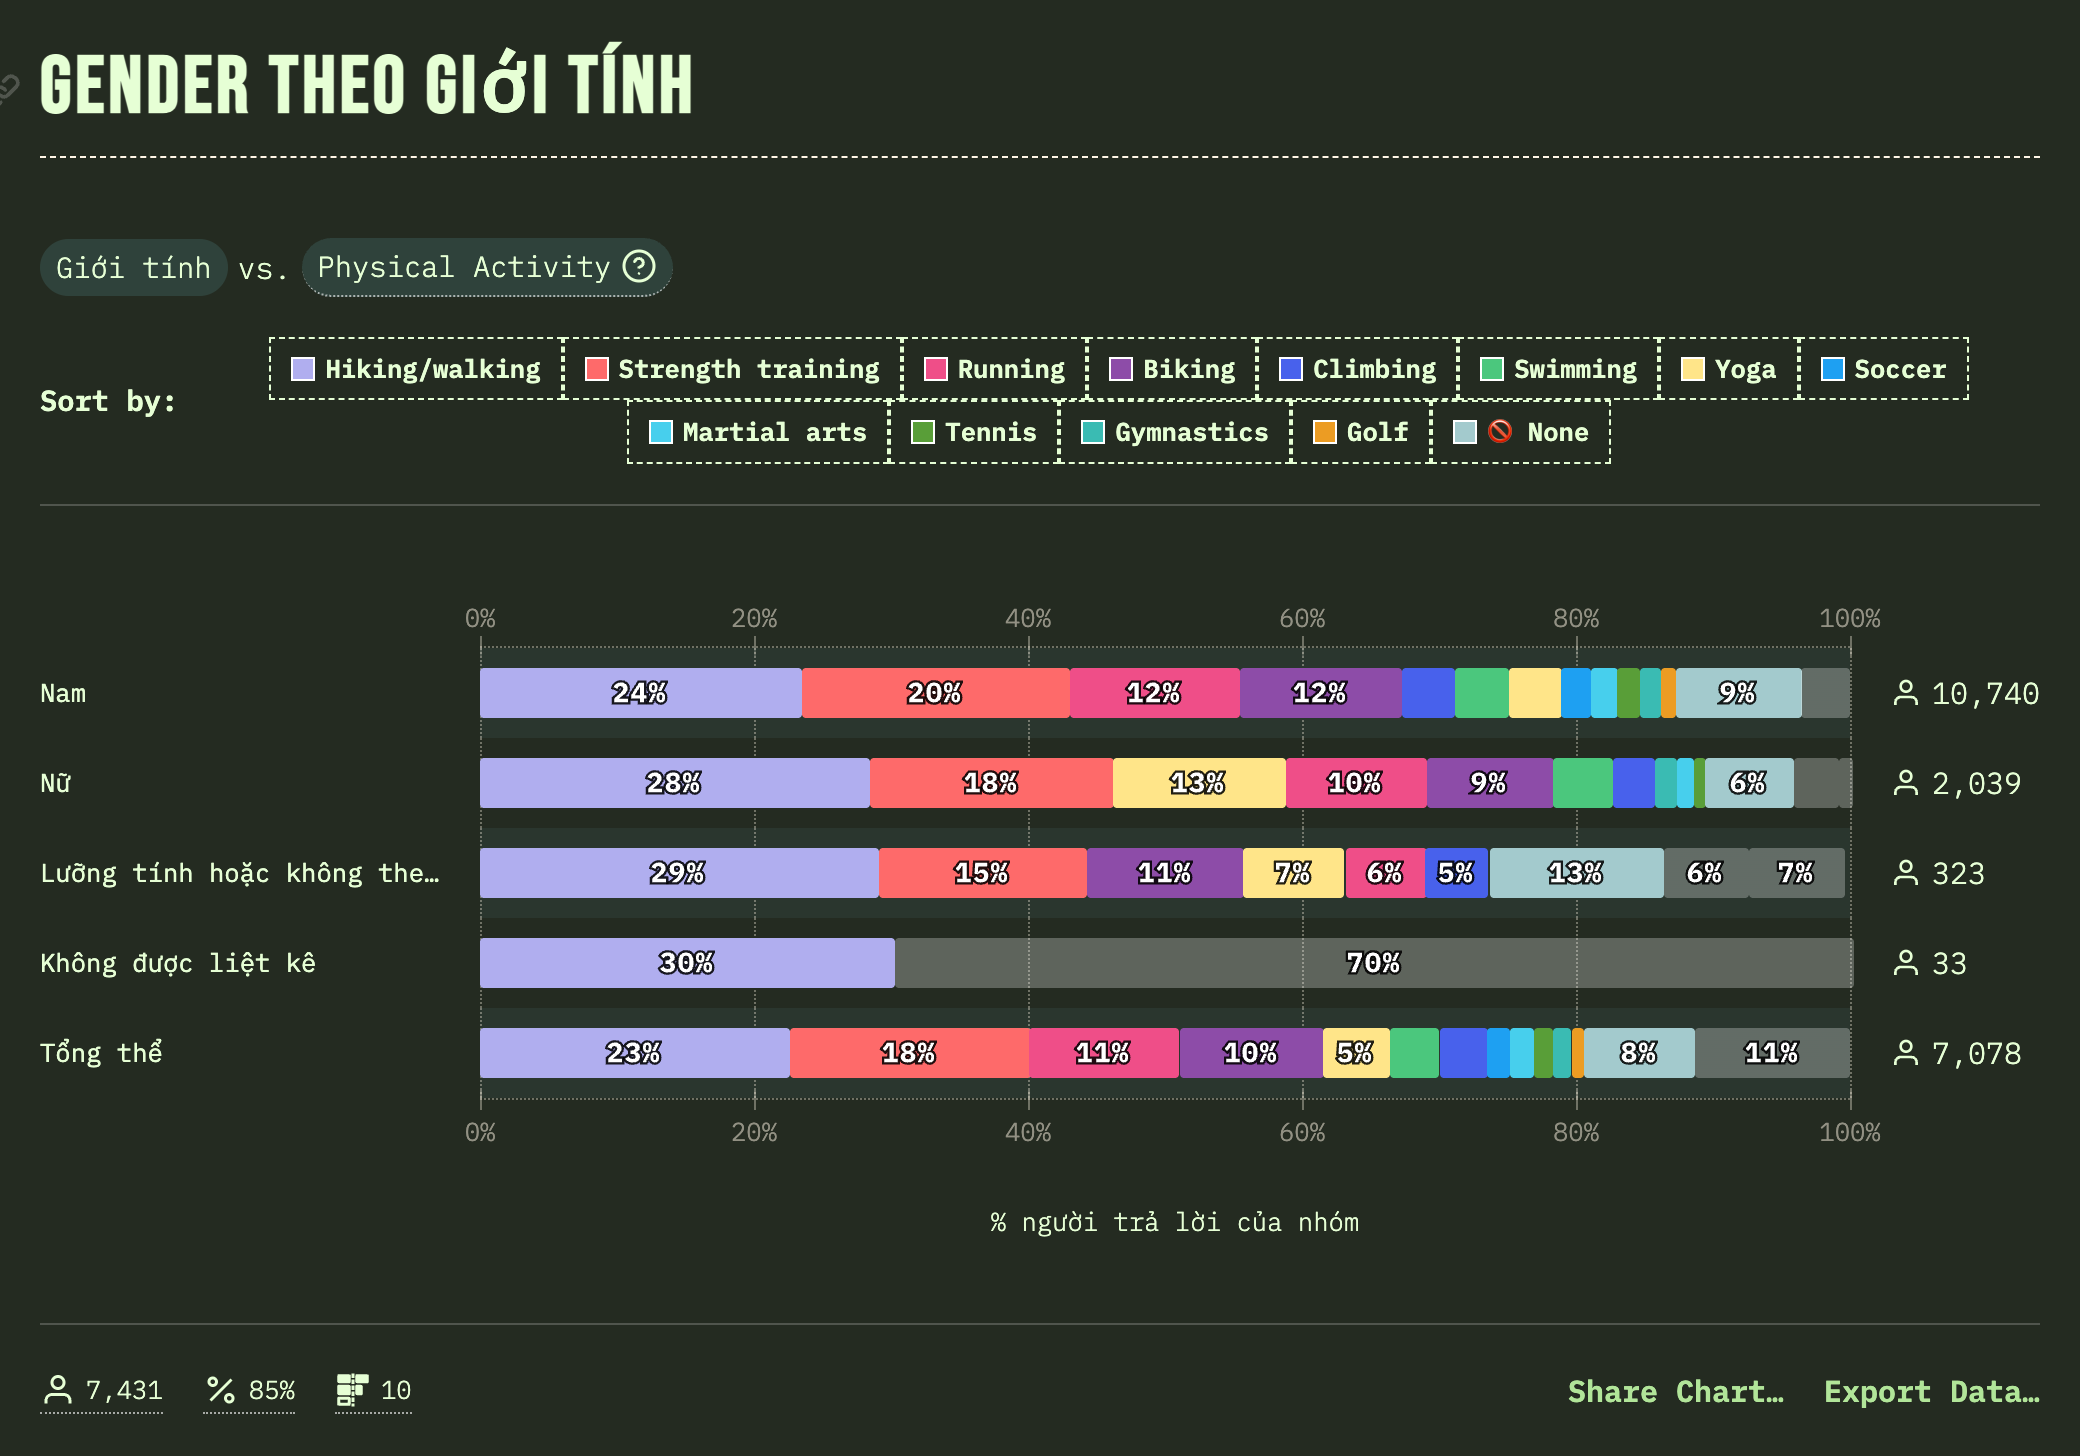 GENDER THEO GIỚI TÍNH
Giới tính vs. Physical Activity ?
Sort by:
Hiking/walking Strength training Running Biking Climbing Swimming Yoga Soccer
Martial arts Tennis Gymnastics Golf 🚫 None
0% 20% 40% 60% 80% 100%
Nam 24% 20% 12% 12% 9% 10,740
Nữ 28% 18% 13% 10% 9% 6% 2,039
Lưỡng tính hoặc không the… 29% 15% 11% 7% 6% 5% 13% 6% 7% 323
Không được liệt kê 30% 70% 33
Tổng thể 23% 18% 11% 10% 5% 8% 11% 7,078
0% 20% 40% 60% 80% 100%
% người trả lời của nhóm
7,431 85% 10 Share Chart… Export Data…